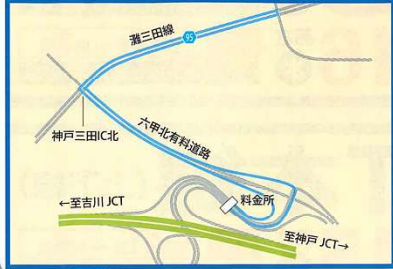 灘三田線
95
神戸三田IC北
六甲北有料道路
料金所
←至吉川 JCT
至神戸 JCT→